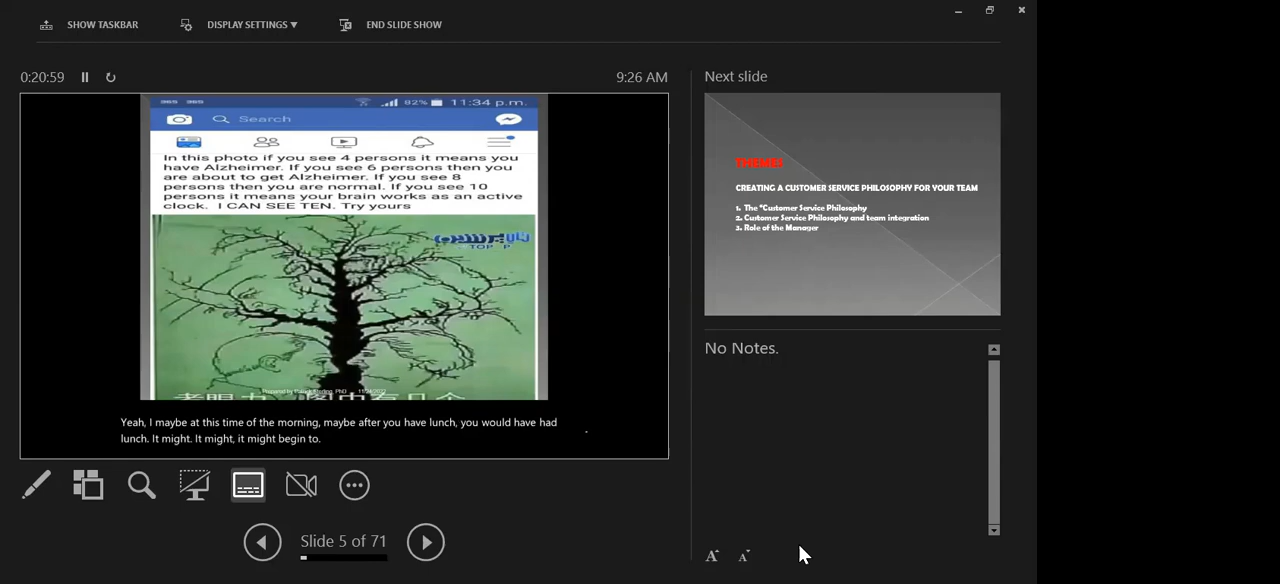 SHOW TASKBAR
DISPLAY SETTINGS ▼
END SLIDE SHOW
0:20:59
9:26 AM
Next slide
82%
11:34 p.m.
Search
In this photo if you see 4 persons it means you
have Alzheimer. If you see 6 persons then you
are about to get Alzheimer. If you see 8
persons then you are normal. If you see 10
persons it means your brain works as an active
clock. I CAN SEE TEN. Try yours
TOP P
Prepared by PhD
Yeah, I maybe at this time of the morning, maybe after you have lunch, you would have had
lunch. It might. It might, it might begin to.
THEMES
CREATING A CUSTOMER SERVICE PHILOSOPHY FOR YOUR TEAM
1. The "Customer Service Philosophy
2. Customer Service Philosophy and team integration
3. Role of the Manager
No Notes.
Slide 5 of 71
A A